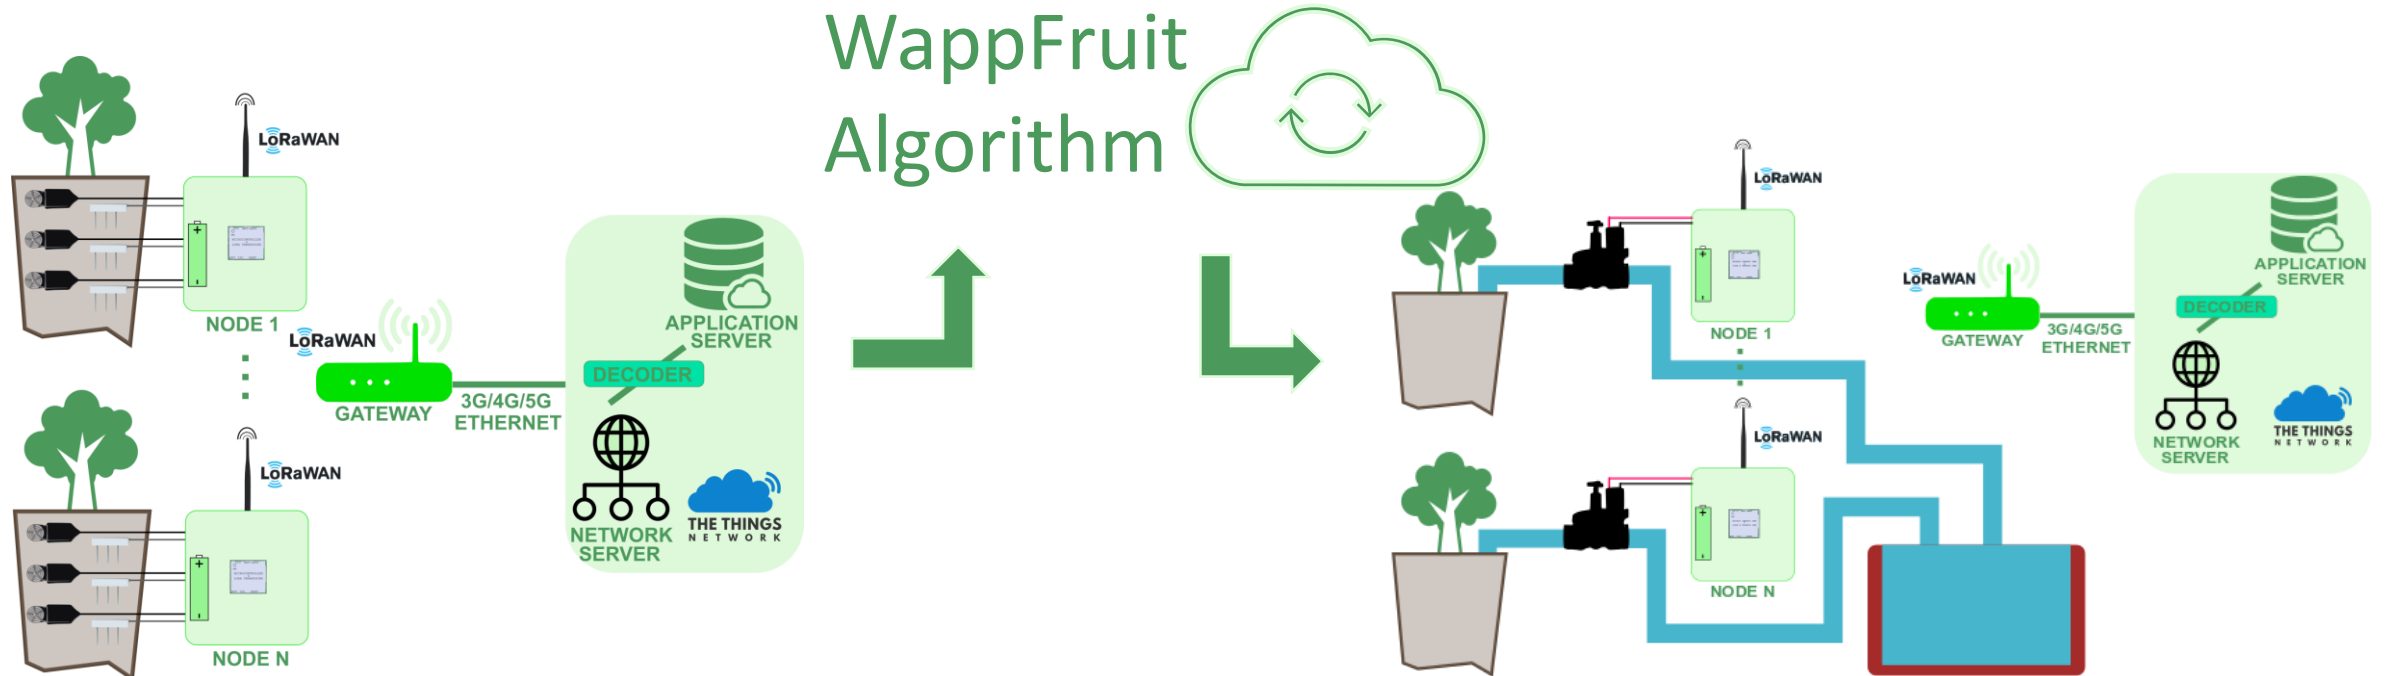 WappFruit
Algorithm
LoRaWAN
NODE 1
LoRaWAN
GATEWAY
3G/4G/5G
ETHERNET
APPLICATION
SERVER
DECODER
NETWORK
SERVER
THE THINGS
NETWORK
LoRaWAN
NODE N
LoRaWAN
NODE 1
LoRaWAN
NODE N
LoRaWAN
GATEWAY
3G/4G/5G
ETHERNET
APPLICATION
SERVER
DECODER
NETWORK
SERVER
THE THINGS
NETWORK